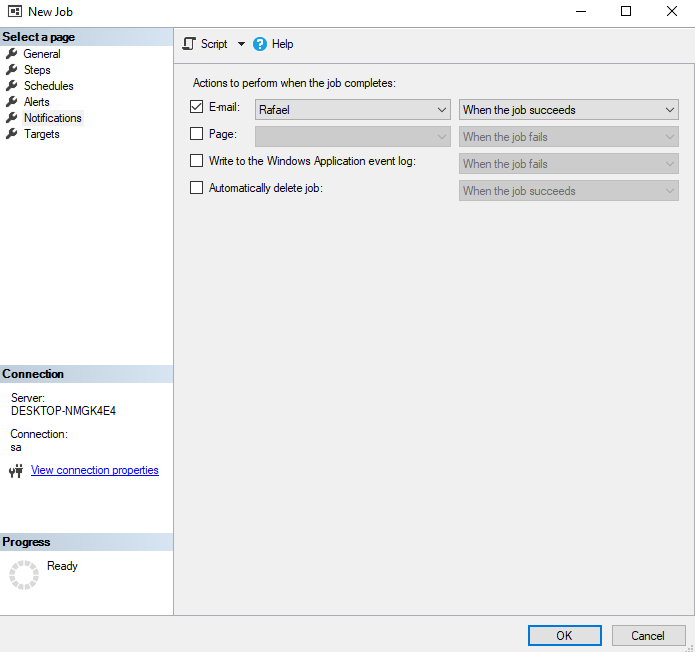 New Job
Select a page
General
Steps
Schedules
Alerts
Notifications
Targets
Connection
Server:
DESKTOP-NMGK4E4
Connection:
sa
View connection properties
Progress
Ready
Script Help
Actions to perform when the job completes:
E-mail: Rafael When the job succeeds
Page: When the job fails
Write to the Windows Application event log: When the job fails
Automatically delete job: When the job succeeds
OK Cancel